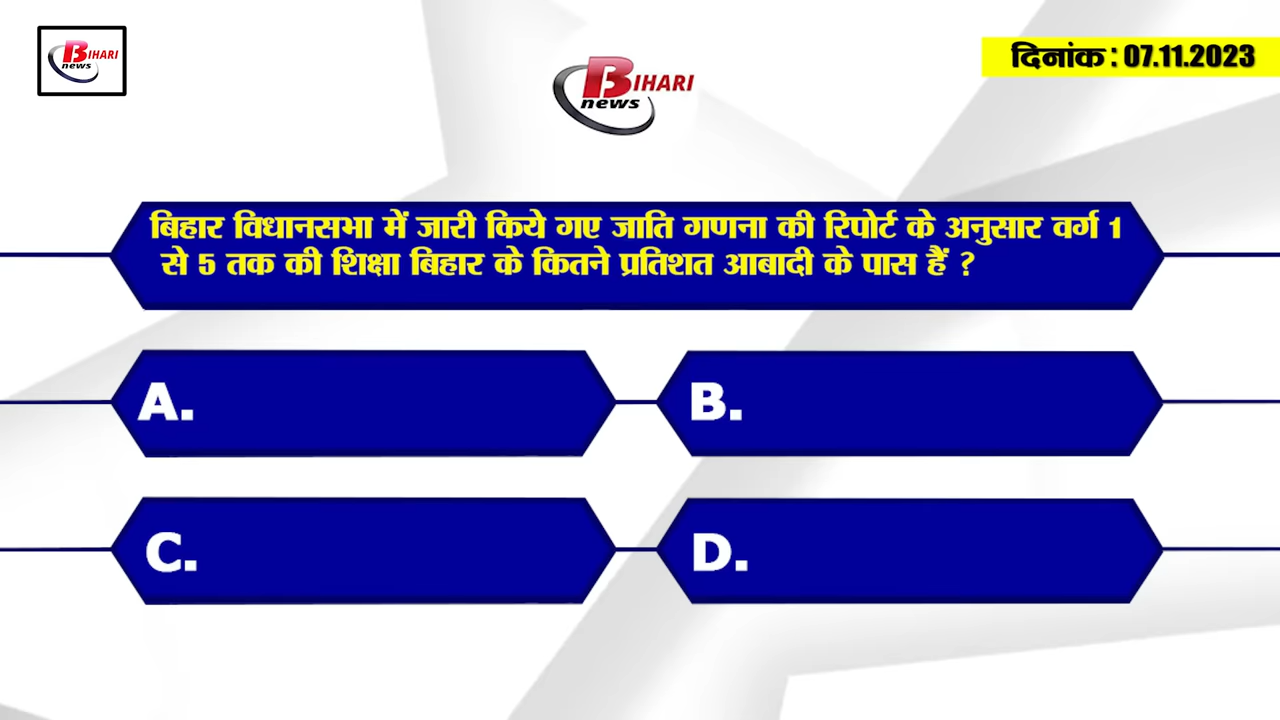 BIHARI
news
BIHARI
news
दिनांक : 07.11.2023
बिहार विधानसभा में जारी किये गए जाति गणना की रिपोर्ट के अनुसार वर्ग 1
से 5 तक की शिक्षा बिहार के कितने प्रतिशत आबादी के पास हैं ?
A.
B.
C.
D.